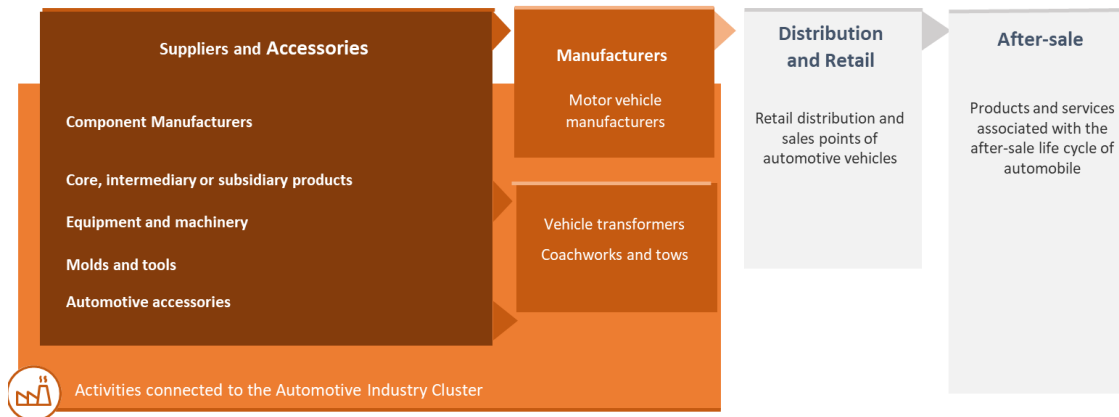 Suppliers and Accessories
Component Manufacturers
Core, intermediary or subsidiary products
Equipment and machinery
Molds and tools
Automotive accessories
Manufacturers
Motor vehicle
manufacturers
Vehicle transformers
Coachworks and tows
Distribution
and Retail
Retail distribution and
sales points of
automotive vehicles
After-sale
Products and services
associated with the
after-sale life cycle of
automobile
Activities connected to the Automotive Industry Cluster